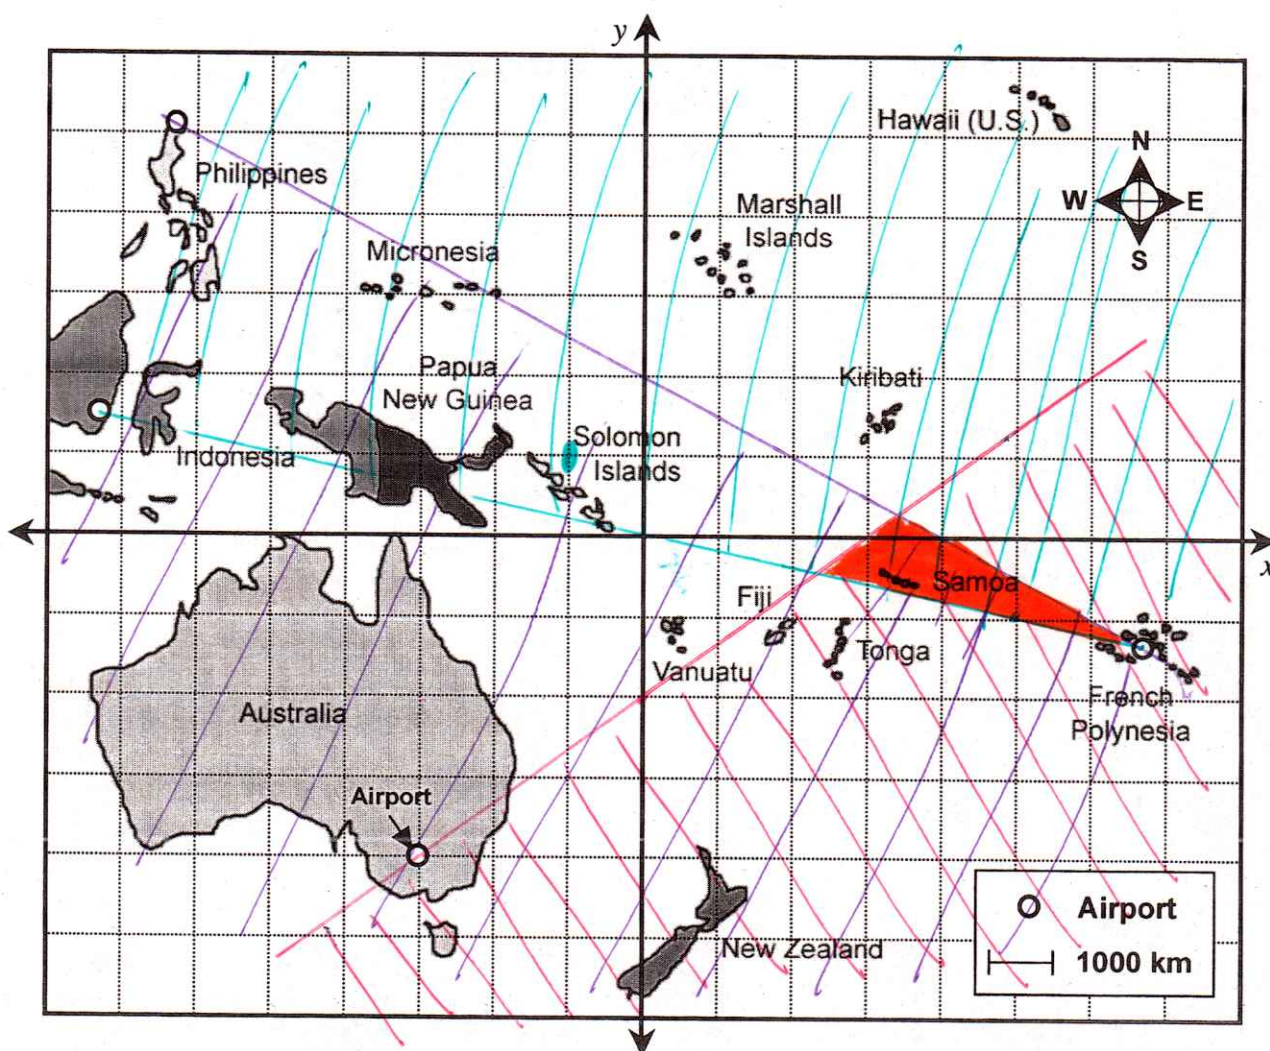 y
Hawaii (U.S.)
N
W E
S
Philippines
Marshall
Islands
Micronesia
Papua
New Guinea
Kiribati
Solomon
Islands
Indonesia
x
Samoa
Fiji
Tonga
Vanuatu
French
Polynesia
Australia
Airport
New Zealand
Airport
1000 km